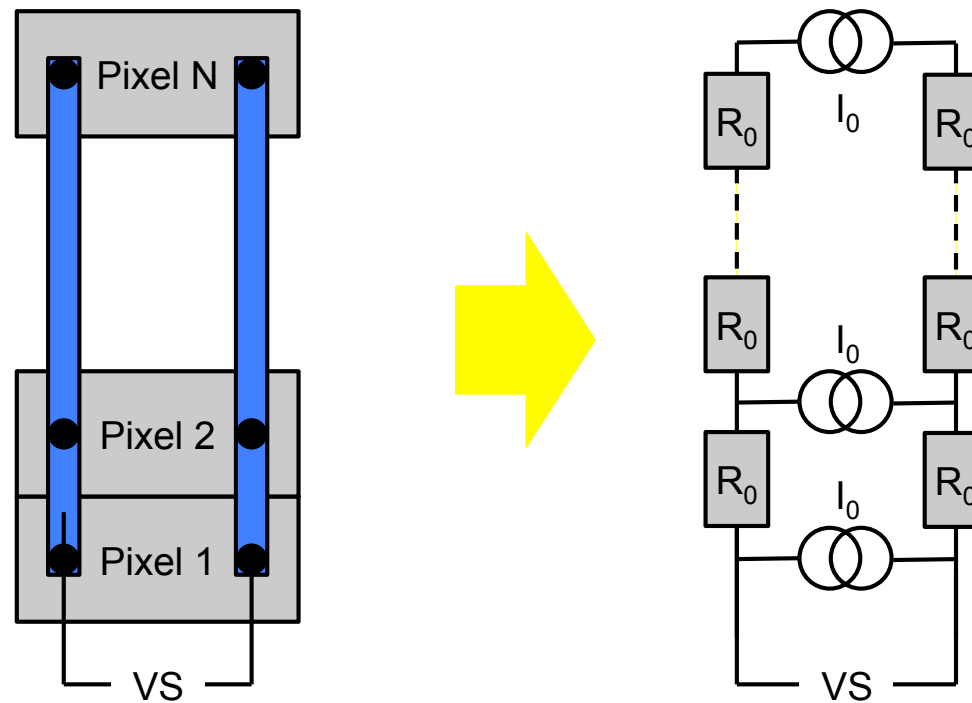 Pixel N
Pixel 2
Pixel 1
VS
I₀
R₀ R₀
R₀ R₀
I₀
R₀ R₀
I₀
VS